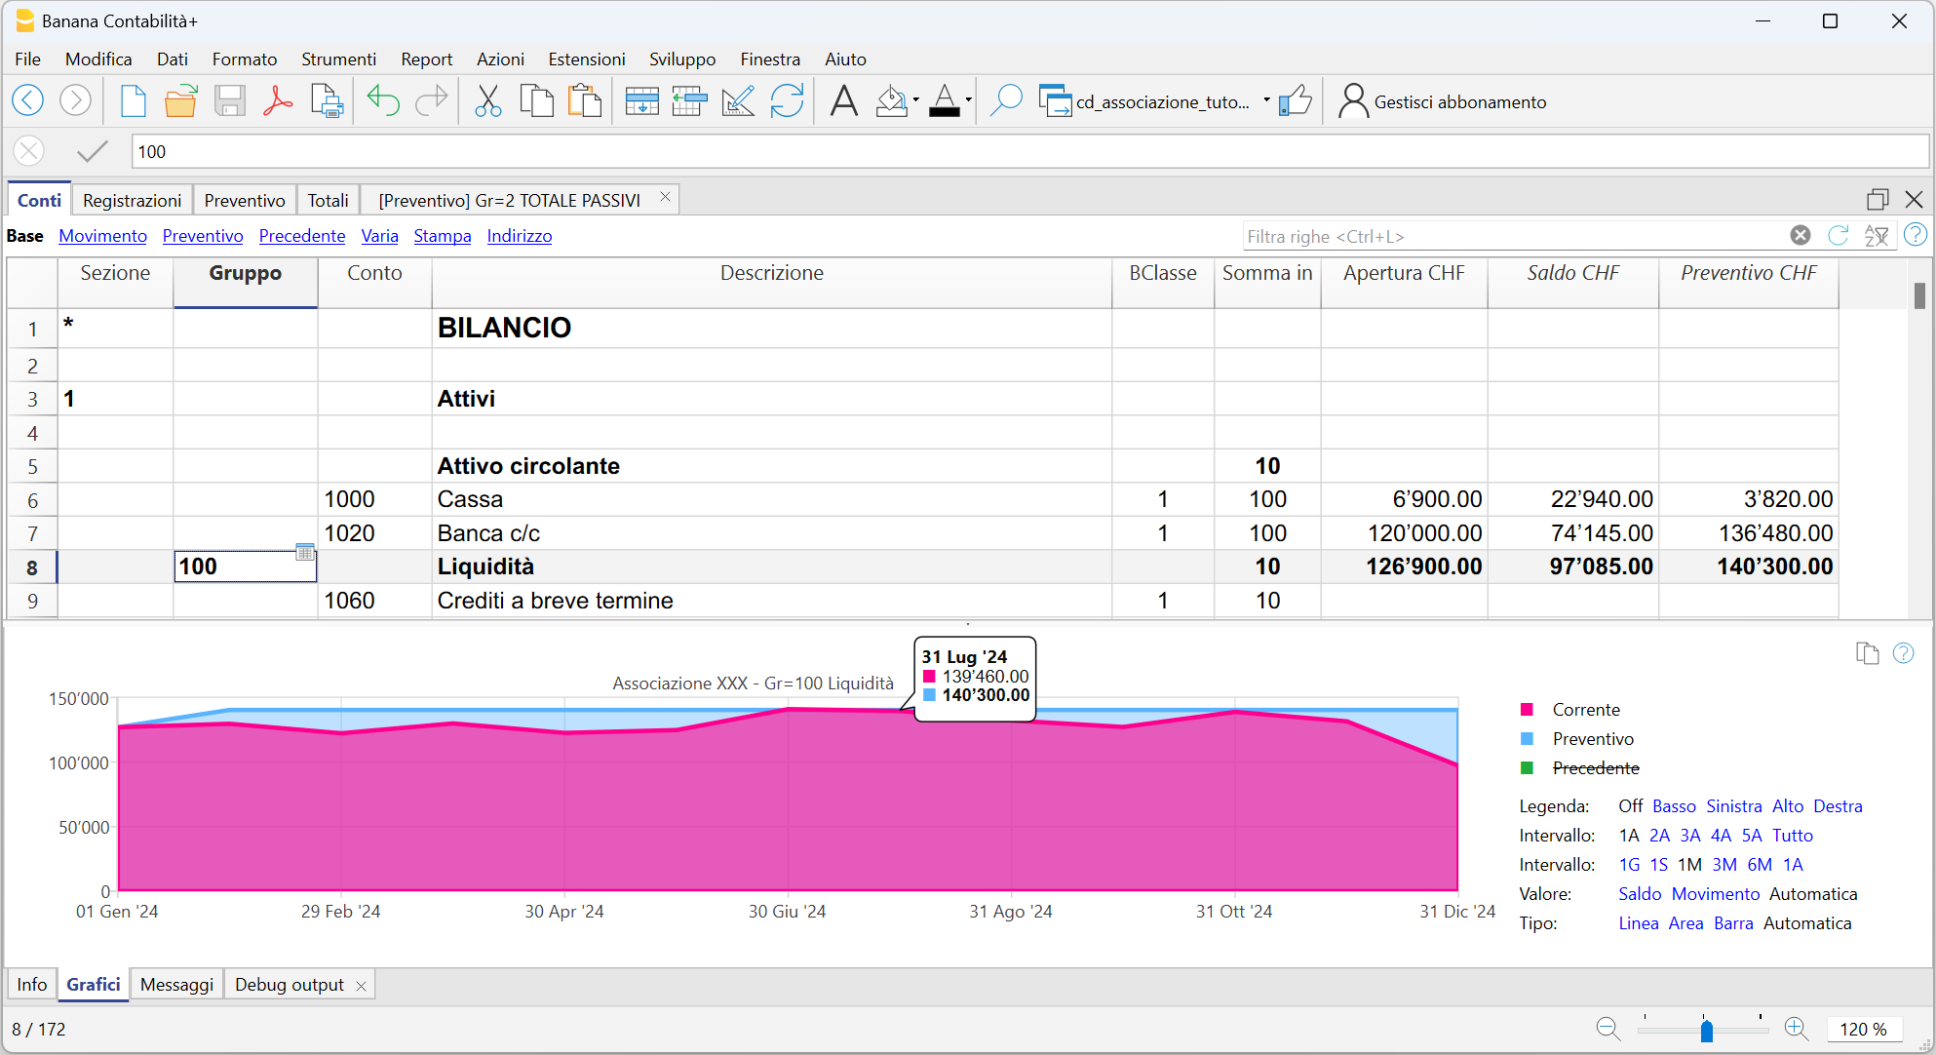 Banana Contabilità+
File Modifica Dati Formato Strumenti Report Azioni Estensioni Sviluppo Finestra Aiuto
cd_associazione_tuto... Gestisci abbonamento
100
Conti Registrazioni Preventivo Totali [Preventivo] Gr=2 TOTALE PASSIVI
Base Movimento Preventivo Precedente Varia Stampa Indirizzo Filtra righe <Ctrl+L>
Sezione Gruppo Conto Descrizione BClasse Somma in Apertura CHF Saldo CHF Preventivo CHF
1 * BILANCIO
2
3 1 Attivi
4
5 Attivo circolante 10
6 1000 Cassa 1 100 6’900.00 22’940.00 3’820.00
7 1020 Banca c/c 1 100 120’000.00 74’145.00 136’480.00
8 100 Liquidità 10 126’900.00 97’085.00 140’300.00
9 1060 Crediti a breve termine 1 10
Associazione XXX - Gr=100 Liquidità
31 Lug '24
139’460.00
140’300.00
150’000
100’000
50’000
0
01 Gen '24 29 Feb '24 30 Apr '24 30 Giu '24 31 Ago '24 31 Ott '24 31 Dic '24
Corrente
Preventivo
Precedente
Legenda: Off Basso Sinistra Alto Destra
Intervallo: 1A 2A 3A 4A 5A Tutto
Intervallo: 1G 1S 1M 3M 6M 1A
Valore: Saldo Movimento Automatica
Tipo: Linea Area Barra Automatica
Info Grafici Messaggi Debug output
8 / 172 120 %